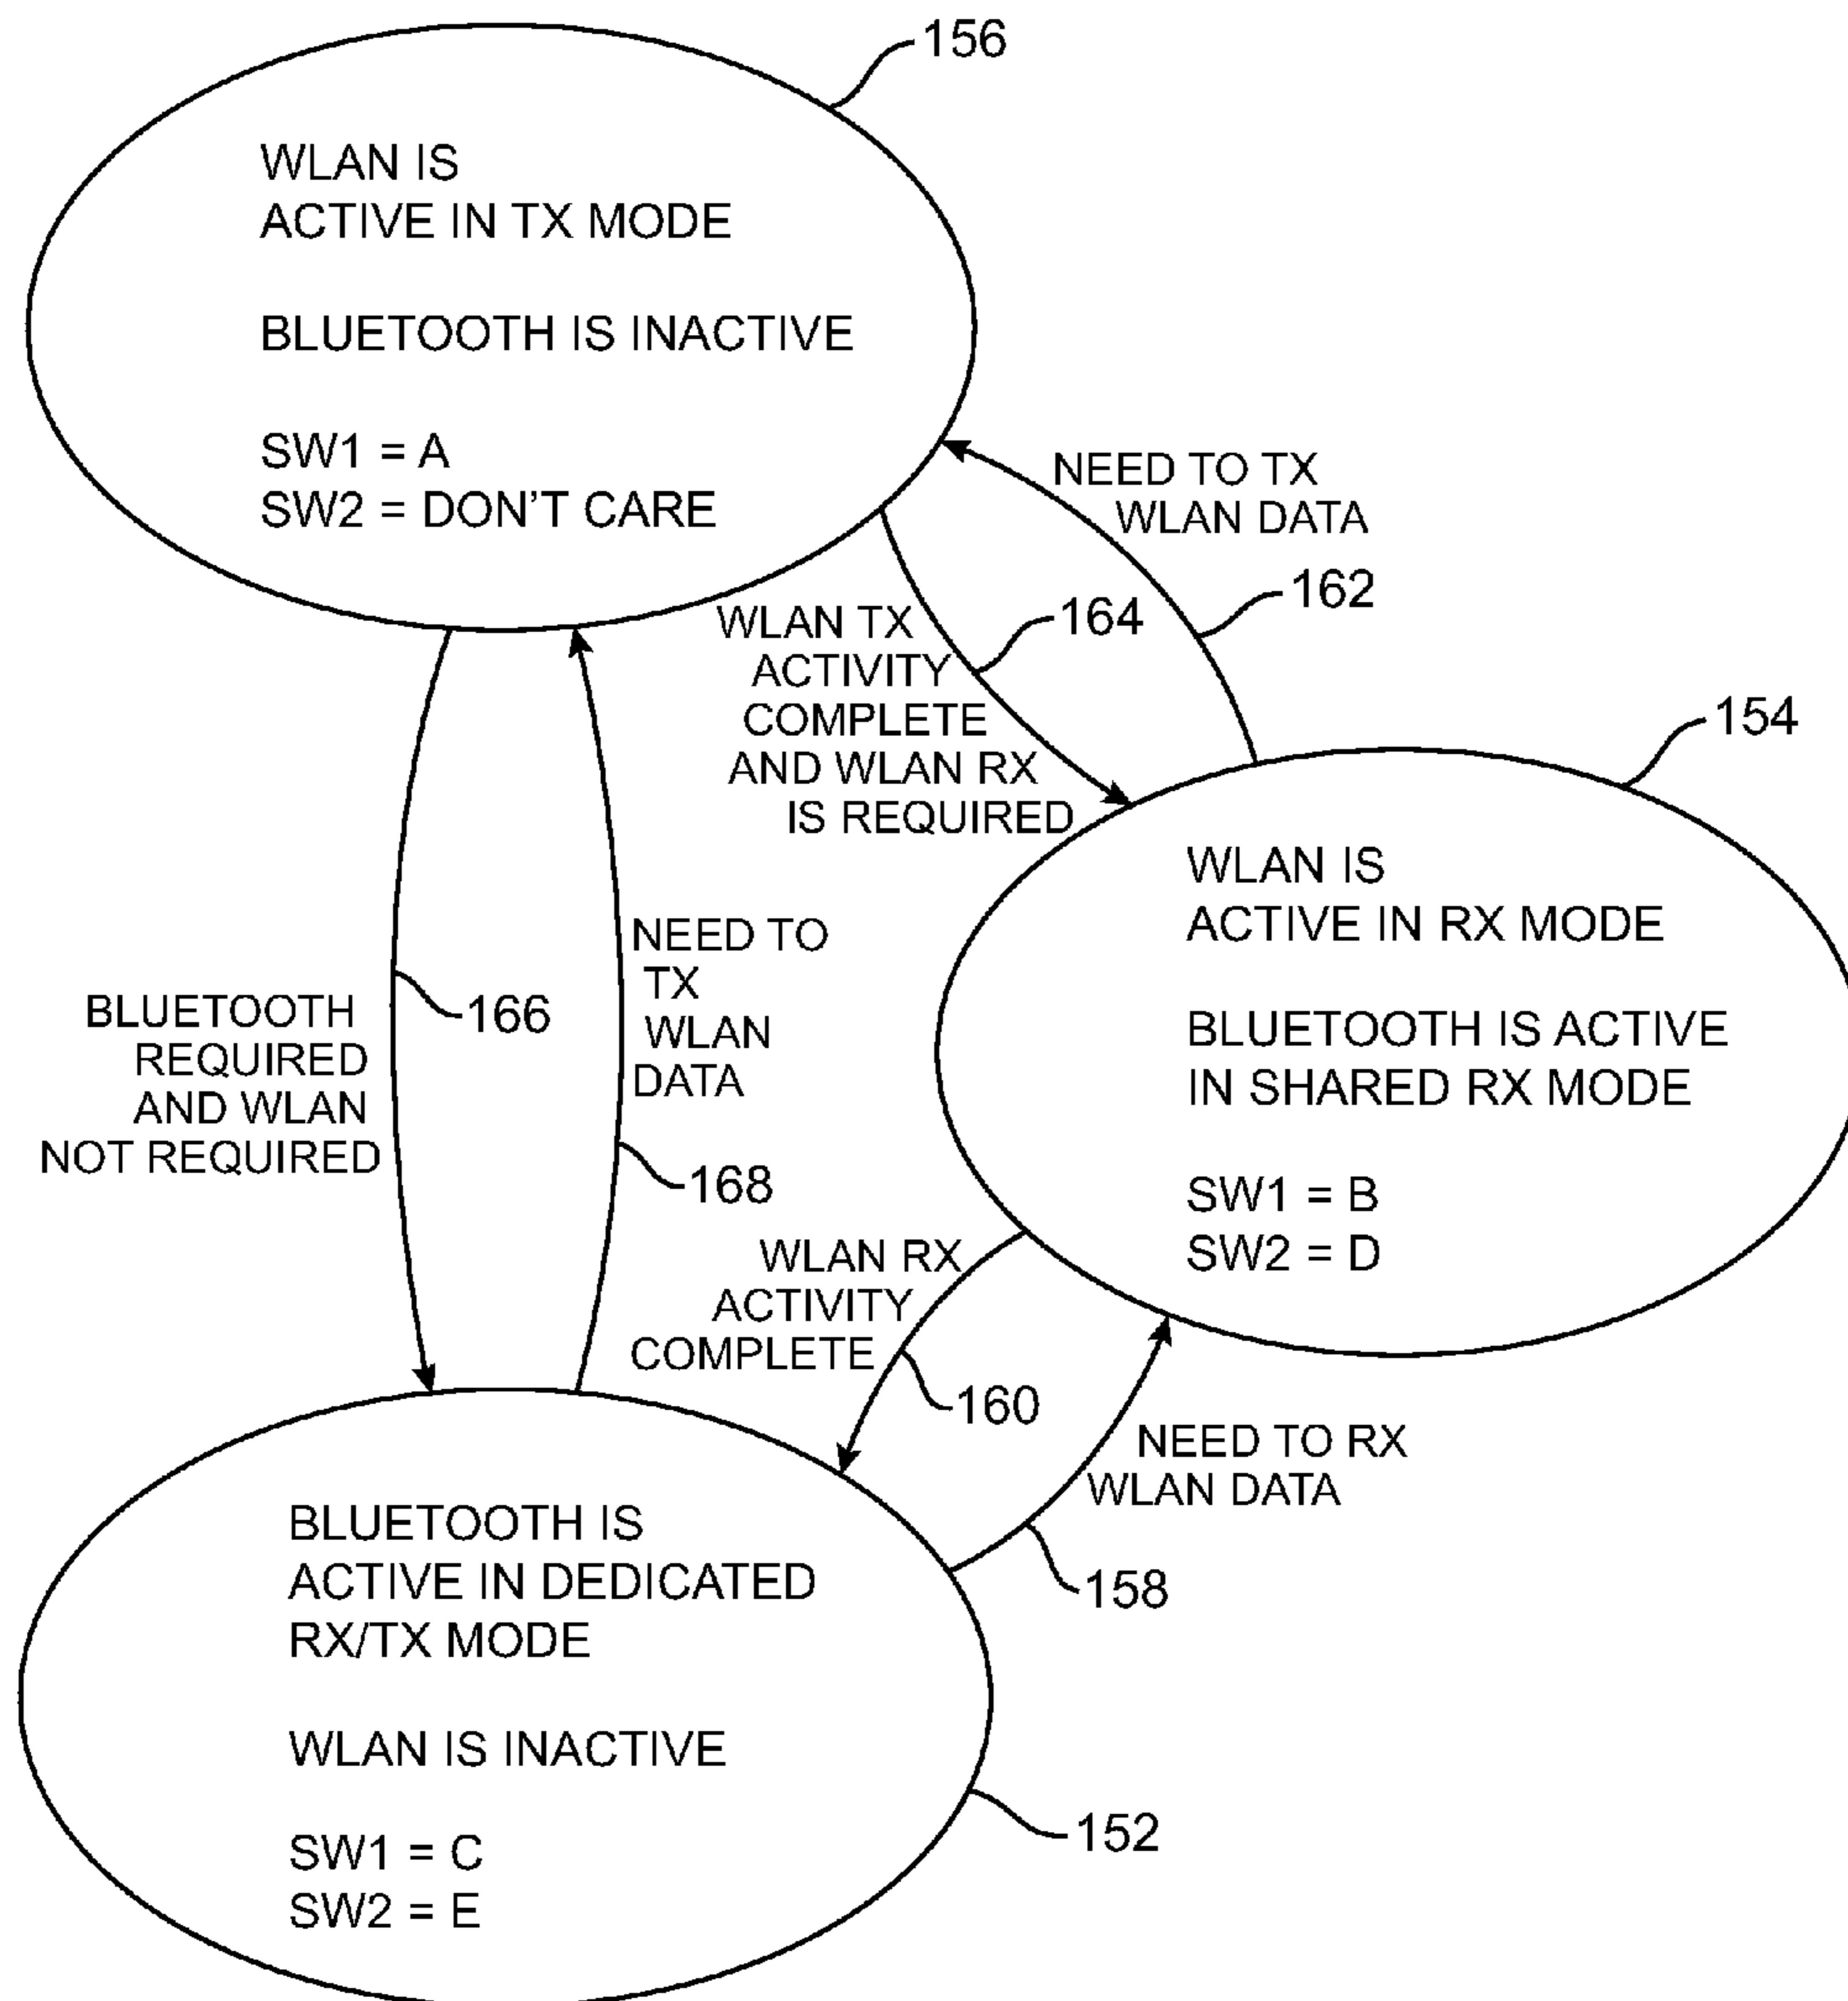 156
WLAN IS
ACTIVE IN TX MODE
BLUETOOTH IS INACTIVE
SW1 = A
SW2 = DON'T CARE
NEED TO TX
WLAN DATA
162
164
WLAN TX
ACTIVITY
COMPLETE
AND WLAN RX
IS REQUIRED
154
WLAN IS
ACTIVE IN RX MODE
BLUETOOTH IS ACTIVE
IN SHARED RX MODE
SW1 = B
SW2 = D
BLUETOOTH
REQUIRED
AND WLAN
NOT REQUIRED
166
NEED TO
TX
WLAN
DATA
168
WLAN RX
ACTIVITY
COMPLETE
160
NEED TO RX
WLAN DATA
158
BLUETOOTH IS
ACTIVE IN DEDICATED
RX/TX MODE
WLAN IS INACTIVE
SW1 = C
SW2 = E
152